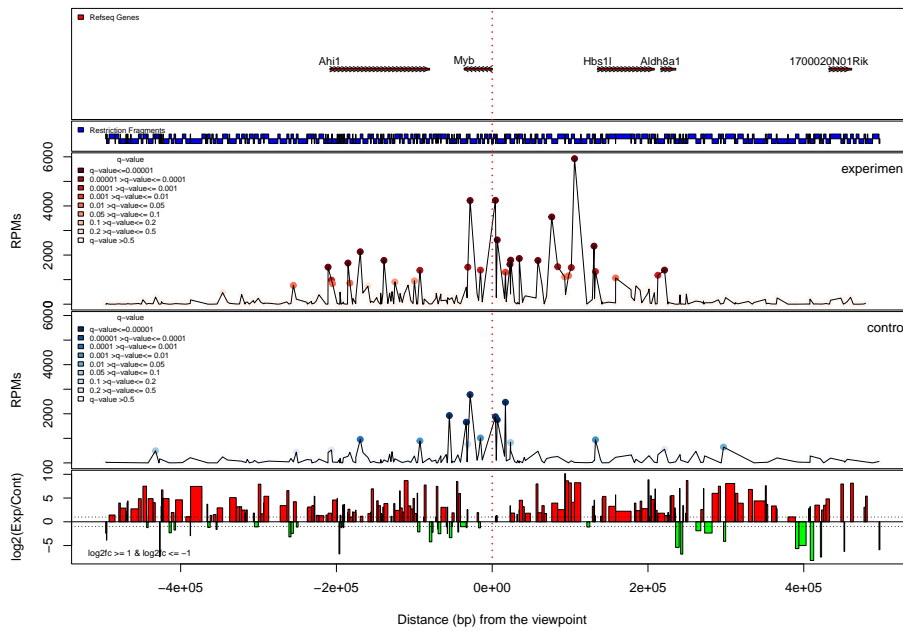 Refseq Genes
Ahi1
Myb
Hbs1l
Aldh8a1
1700020N01Rik
Restriction Fragments
experimen
RPMs
0
2000
4000
6000
q-value
q-value<=0.00001
0.00001 >q-value<= 0.0001
0.0001 >q-value<= 0.001
0.001 >q-value<= 0.01
0.01 >q-value<= 0.05
0.05 >q-value<= 0.1
0.1 >q-value<= 0.2
0.2 >q-value<= 0.5
q-value >0.5
contro
RPMs
0
2000
4000
6000
q-value
q-value<=0.00001
0.00001 >q-value<= 0.0001
0.0001 >q-value<= 0.001
0.001 >q-value<= 0.01
0.01 >q-value<= 0.05
0.05 >q-value<= 0.1
0.1 >q-value<= 0.2
0.2 >q-value<= 0.5
q-value >0.5
log2(Exp/Cont)
10
5
0
−5
log2fc >= 1 & log2fc <= −1
−4e+05
−2e+05
0e+00
2e+05
4e+05
Distance (bp) from the viewpoint